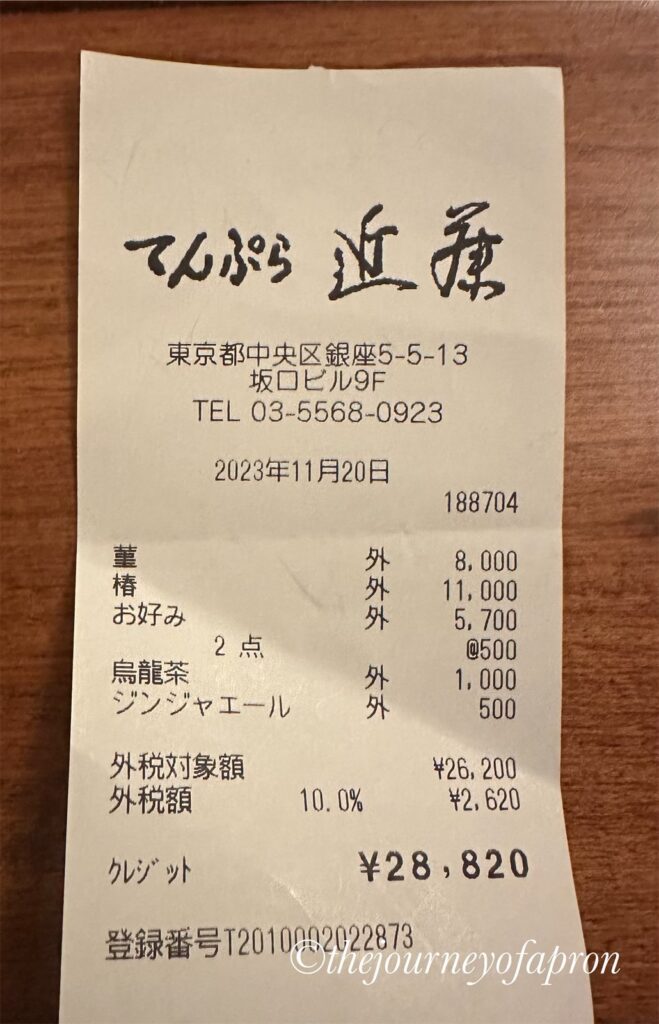 てんぷら 近藤
東京都中央区銀座5-5-13
坂口ビル9F
TEL 03-5568-0923
2023年11月20日
188704
菫 外 8,000
椿 外 11,000
お好み 外 5,700
2 点 @500
烏龍茶 外 1,000
ジンジャエール 外 500
外税対象額 ¥26,200
外税額 10.0% ¥2,620
クレジット ¥28,820
登録番号T2010002022873
©thejourneyofapron